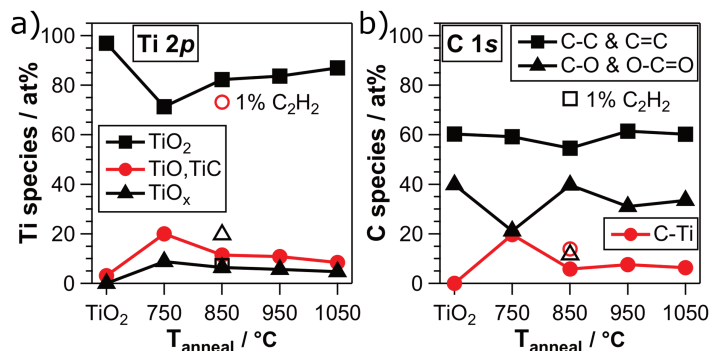 a)
Ti 2p
100
80
60
40
20
0
Ti species / at%
1% C₂H₂
TiO₂
TiO,TiC
TiOₓ
TiO₂ 750 850 950 1050
T_anneal / °C
b)
C 1s
C-C & C=C
C-O & O-C=O
1% C₂H₂
100
80
60
40
20
0
C species / at%
C-Ti
TiO₂ 750 850 950 1050
T_anneal / °C